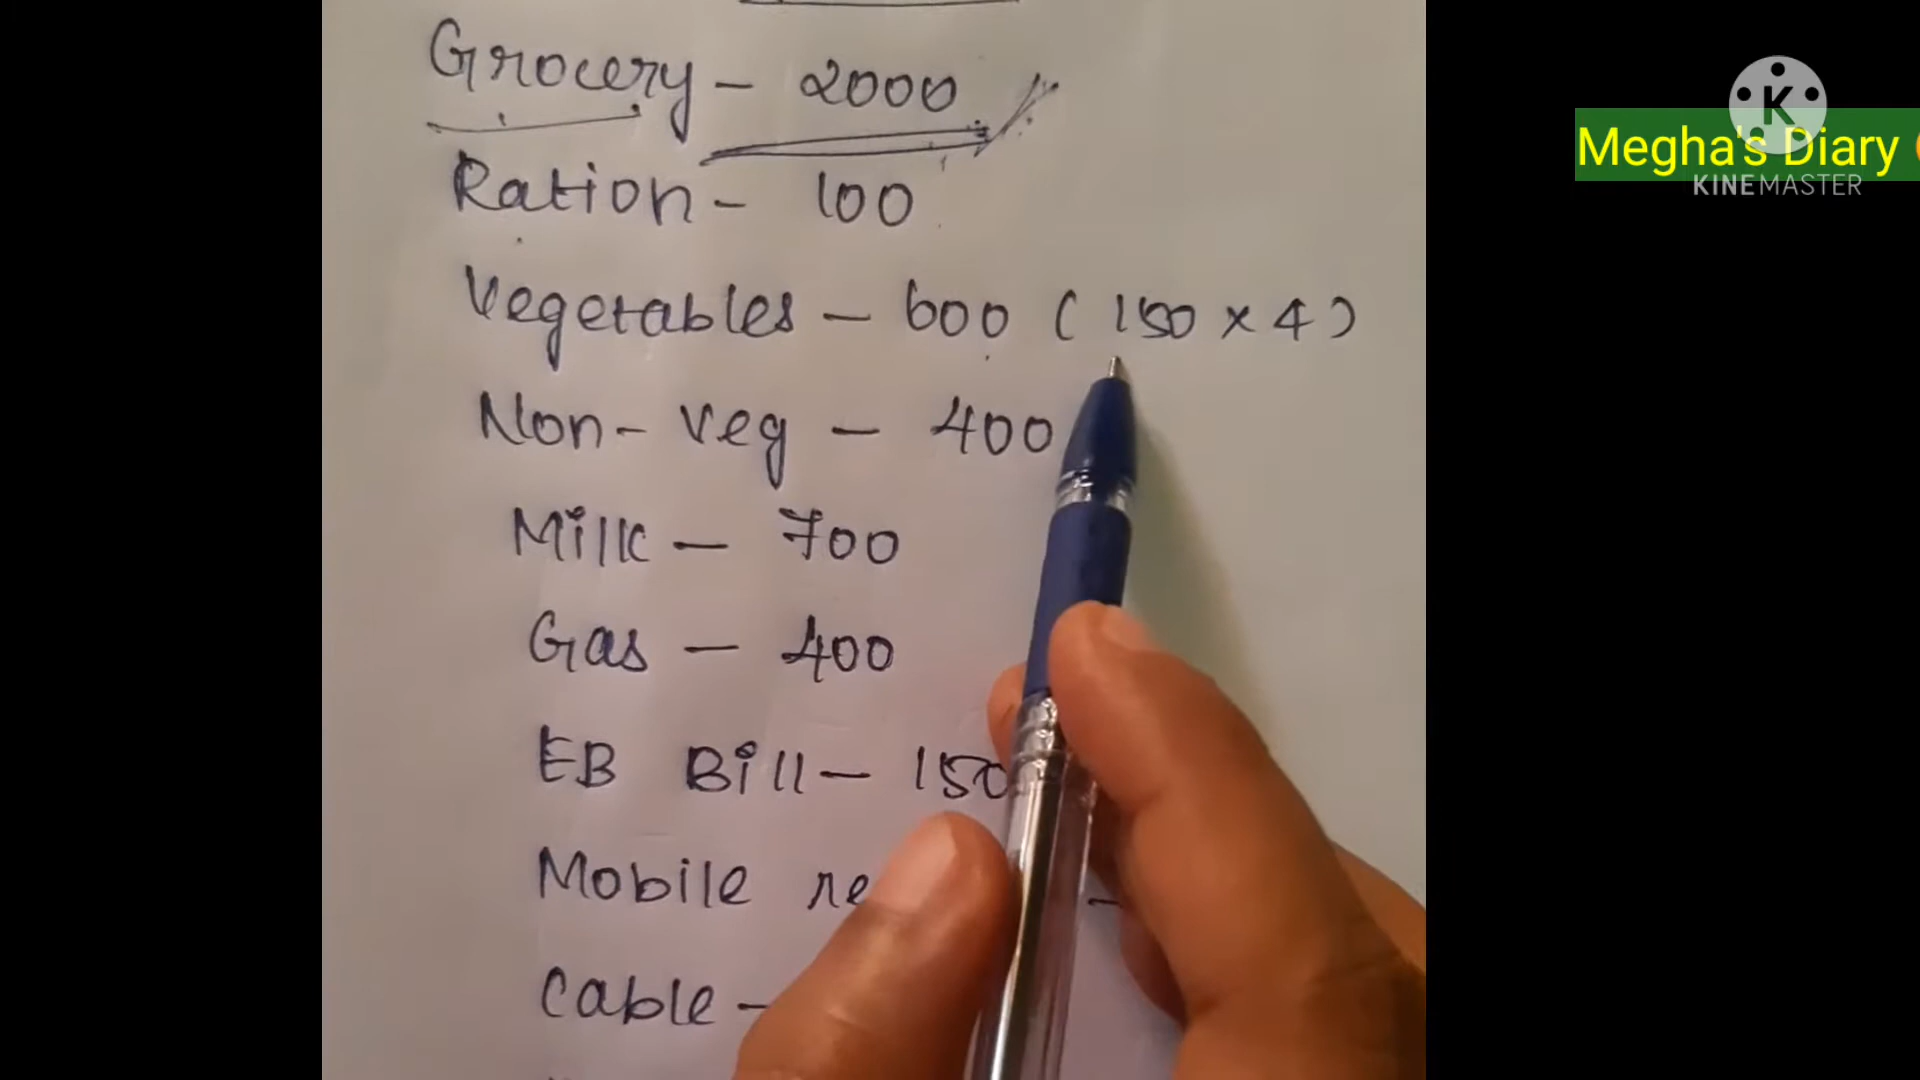 Grocery - 2000
Ration - 100
Vegetables - 600 (150 x 4)
Non-veg - 400
Milk - 700
Gas - 400
EB Bill - 150
Mobile
Cable -
Megha's Diary
K
KINEMASTER